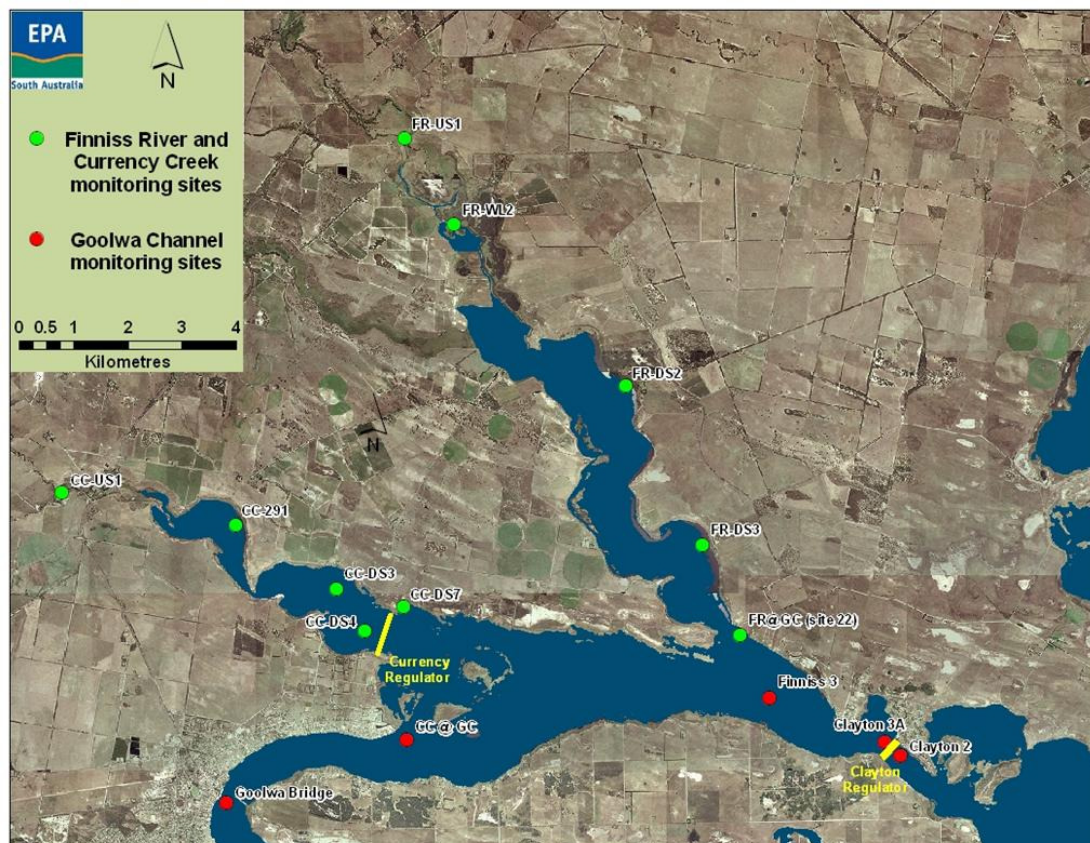 EPA
South Australia
N
Finniss River and
Currency Creek
monitoring sites
Goolwa Channel
monitoring sites
0 0.5 1 2 3 4
Kilometres
FR-US1
FR-WL2
FR-DS2
N
CC-US1
CC-291
FR-DS3
CC-DS3
CC-DS7
CC-DS4
FR@GC (site 22)
Currency
Regulator
Finniss 3
GC @ GC
Clayton 3A
Clayton 2
Clayton
Regulator
Goolwa Bridge